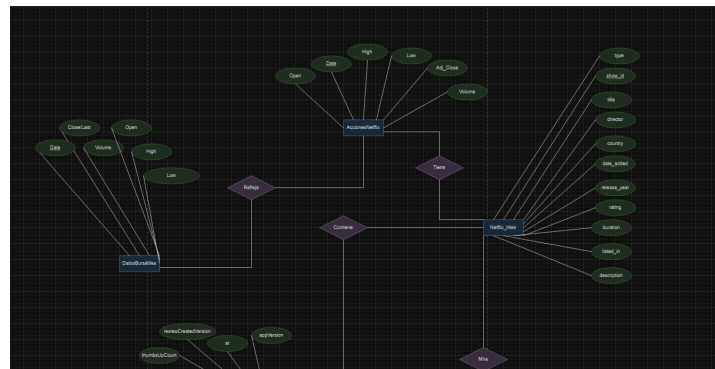 type
High
Low
Date
Adj_Close
Open
show_id
Volume
title
Close/Last
Open
AccionesNetflix
director
Date
Volume
High
country
Tiene
date_added
Low
Refleja
release_year
rating
Contiene
Netflix_titles
duration
listed_in
DatosBursátiles
description
reviewCreatedVersion
appVersion
at
thumbsUpCount
Mira